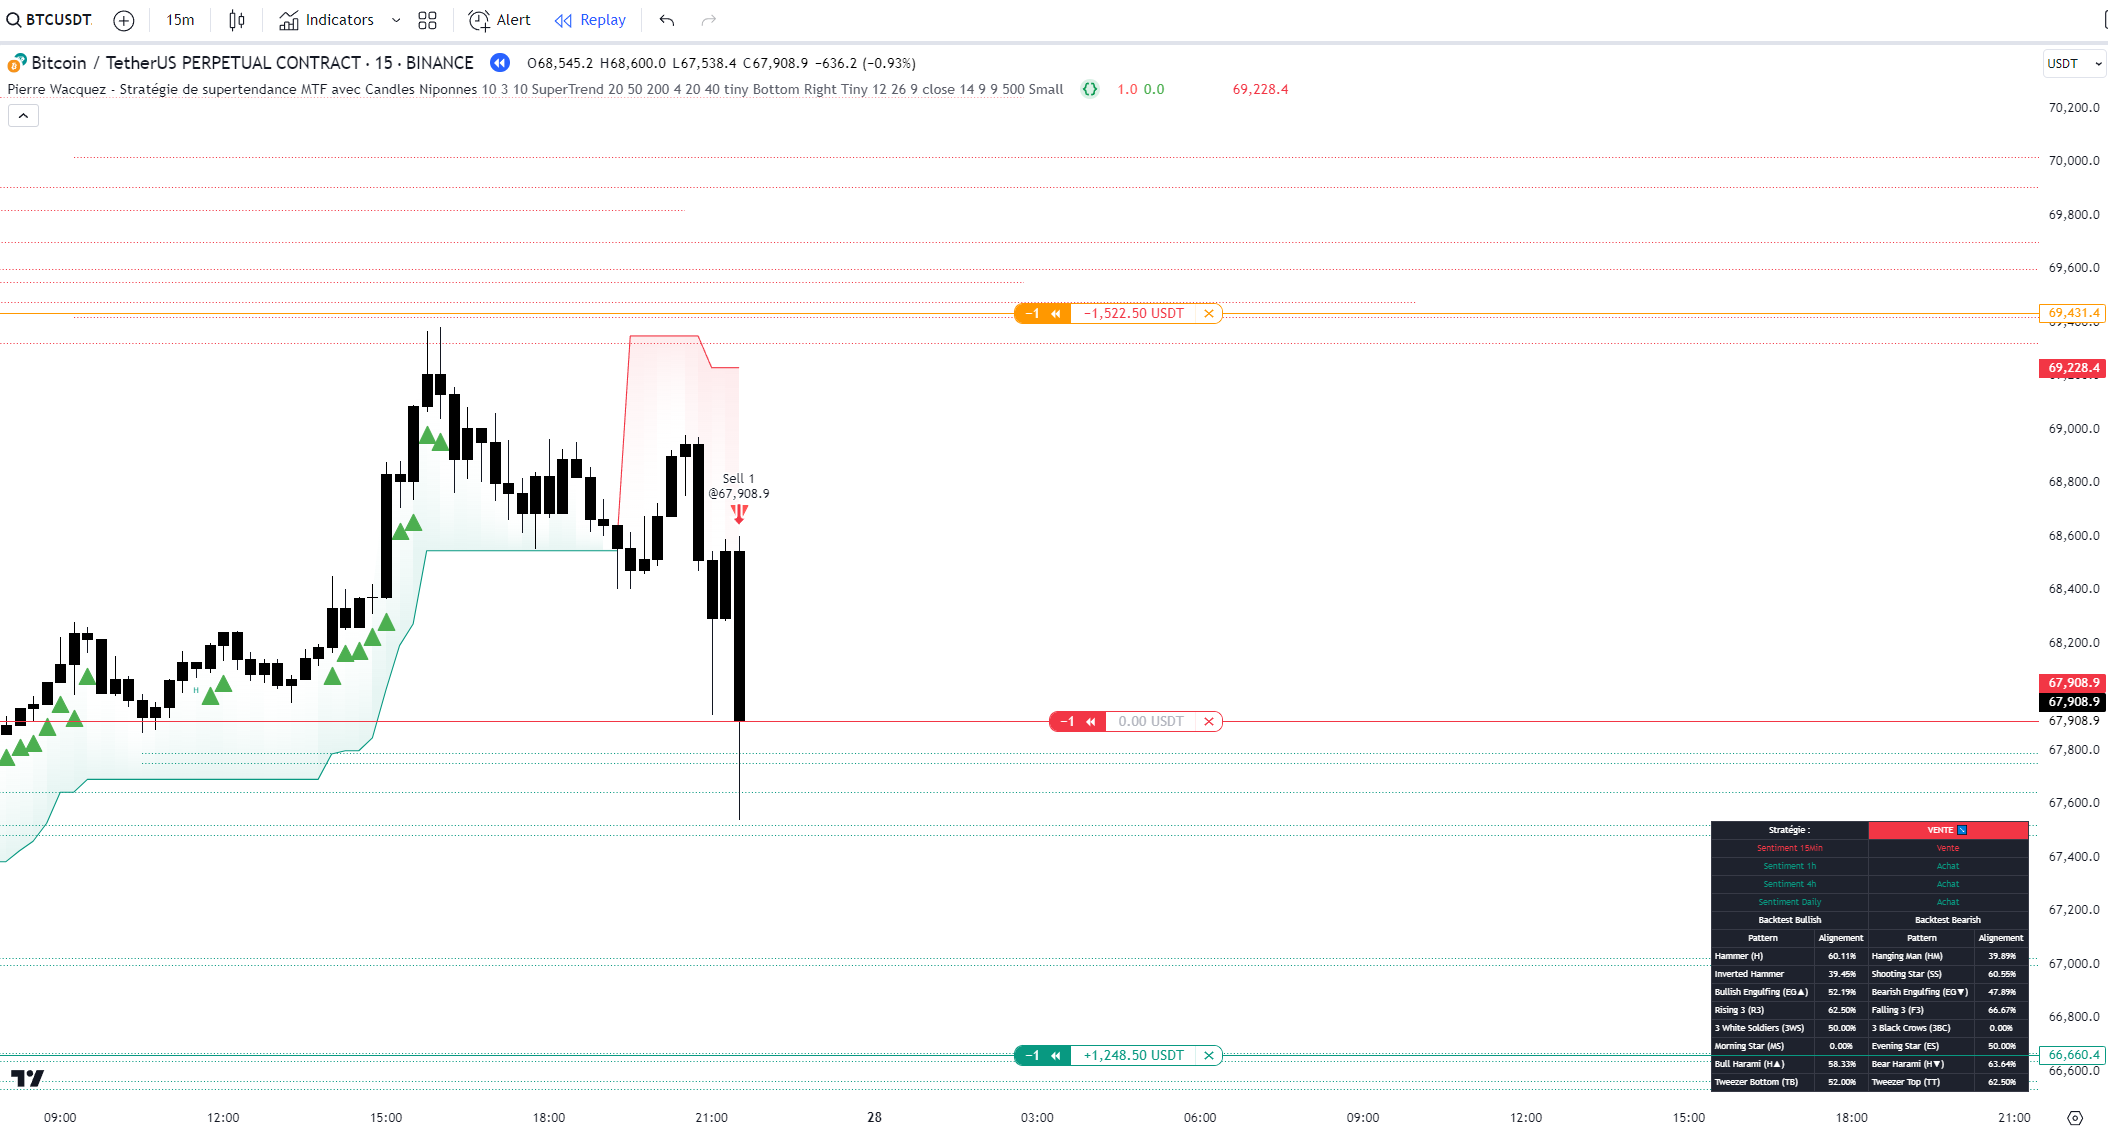 BTCUSDT 15m Indicators Alert Replay
Bitcoin / TetherUS PERPETUAL CONTRACT · 15 · BINANCE O68,545.2 H68,600.0 L67,538.4 C67,908.9 −636.2 (−0.93%)
USDT
Pierre Wacquez - Stratégie de supertendance MTF avec Candles Niponnes 10 3 10 SuperTrend 20 50 200 4 20 40 tiny Bottom Right Tiny 12 26 9 close 14 9 9 500 Small {} 1.0 0.0 69,228.4
70,200.0
70,000.0
69,800.0
69,600.0
−1 −1,522.50 USDT
69,431.4
69,228.4
69,000.0
Sell 1
@67,908.9
68,800.0
68,600.0
68,400.0
68,200.0
H
67,908.9
67,908.9
−1 0.00 USDT
67,908.9
67,800.0
67,600.0
67,400.0
67,200.0
67,000.0
66,800.0
−1 +1,248.50 USDT
66,660.4
66,600.0
Stratégie : VENTE
Sentiment 15Min Vente
Sentiment 1h Achat
Sentiment 4h Achat
Sentiment Daily Achat
Backtest Bullish Backtest Bearish
Pattern Alignement Pattern Alignement
Hammer (H) 60.11% Hanging Man (HM) 39.89%
Inverted Hammer 39.45% Shooting Star (SS) 60.55%
Bullish Engulfing (EG▲) 52.19% Bearish Engulfing (EG▼) 47.89%
Rising 3 (R3) 62.50% Falling 3 (F3) 66.67%
3 White Soldiers (3WS) 50.00% 3 Black Crows (3BC) 0.00%
Morning Star (MS) 0.00% Evening Star (ES) 50.00%
Bull Harami (H▲) 58.33% Bear Harami (H▼) 63.64%
Tweezer Bottom (TB) 52.00% Tweezer Top (TT) 62.50%
09:00 12:00 15:00 18:00 21:00 28 03:00 06:00 09:00 12:00 15:00 18:00 21:00